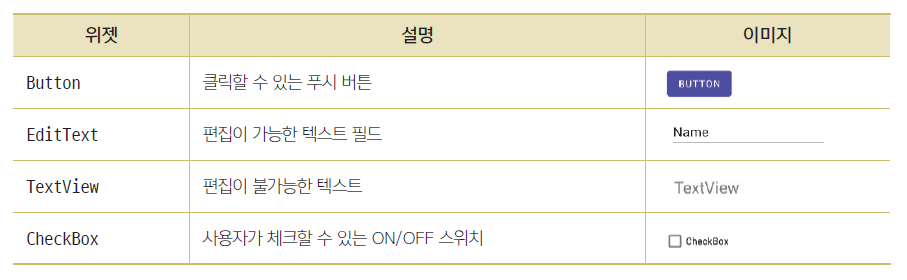 위젯 설명 이미지
Button 클릭할 수 있는 푸시 버튼 BUTTON
EditText 편집이 가능한 텍스트 필드 Name
TextView 편집이 불가능한 텍스트 TextView
CheckBox 사용자가 체크할 수 있는 ON/OFF 스위치 CheckBox